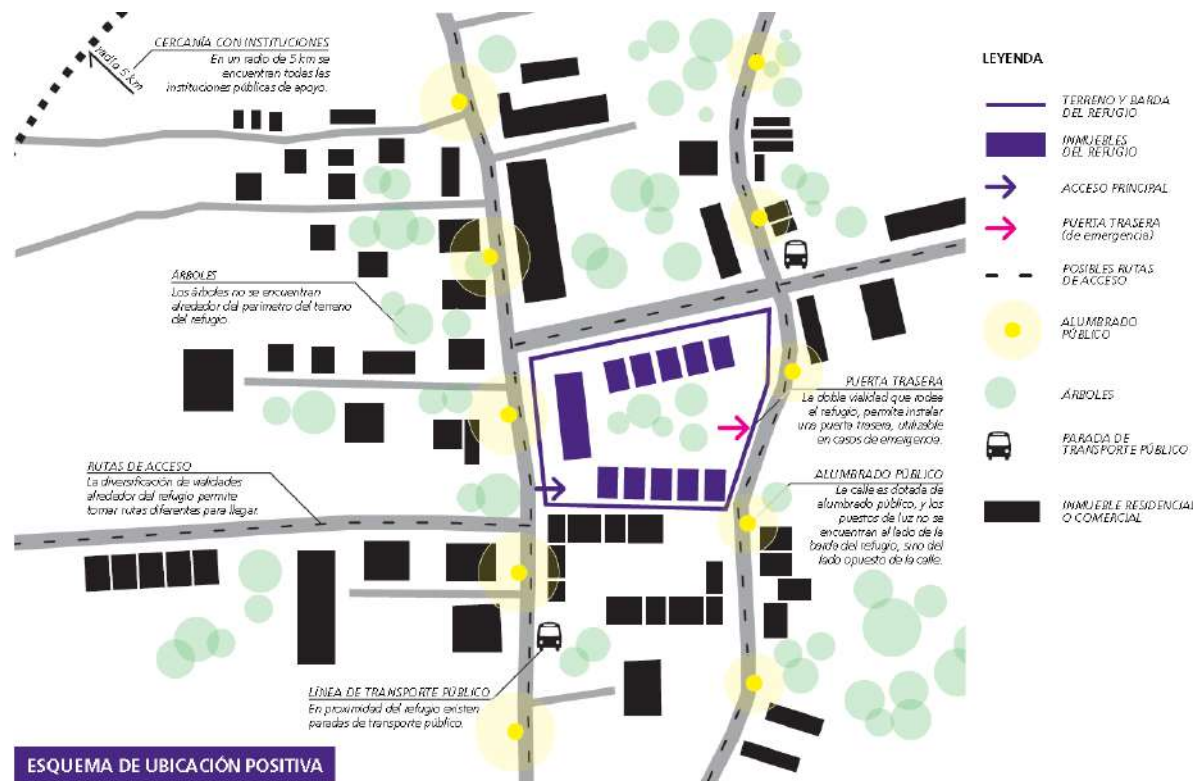 CERCANÍA CON INSTITUCIONES
En un radio de 5 km se
encuentran todas las
instituciones públicas de apoyo.
radio 5 km
ÁRBOLES
Los árboles no se encuentran
alrededor del perímetro del terreno
del refugio.
RUTAS DE ACCESO
La diversificación de vialidades
alrededor del refugio permite
tomar rutas diferentes para llegar.
LÍNEA DE TRANSPORTE PÚBLICO
En proximidad del refugio existen
paradas de transporte público.
PUERTA TRASERA
La doble vialidad que rodea
el refugio, permite instalar
una puerta trasera, utilizable
en casos de emergencia.
ALUMBRADO PÚBLICO
La calle es dotada de
alumbrado público, y los
puestos de luz no se
encuentran al lado de la
barda del refugio, sino del
lado opuesto de la calle.
ESQUEMA DE UBICACIÓN POSITIVA
LEYENDA
TERRENO Y BARDA
DEL REFUGIO
INMUEBLES
DEL REFUGIO
ACCESO PRINCIPAL
PUERTA TRASERA
(de emergencia)
POSIBLES RUTAS
DE ACCESO
ALUMBRADO
PÚBLICO
ÁRBOLES
PARADA DE
TRANSPORTE PÚBLICO
INMUEBLE RESIDENCIAL
O COMERCIAL